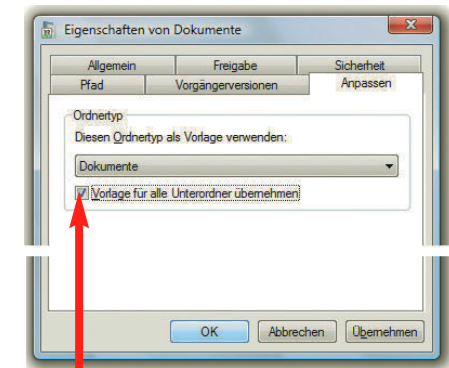 Eigenschaften von Dokumente
Allgemein Freigabe Sicherheit
Pfad Vorgängerversionen Anpassen
Ordnertyp
Diesen Ordnertyp als Vorlage verwenden:
Dokumente
Vorlage für alle Unterordner übernehmen
OK Abbrechen Übernehmen